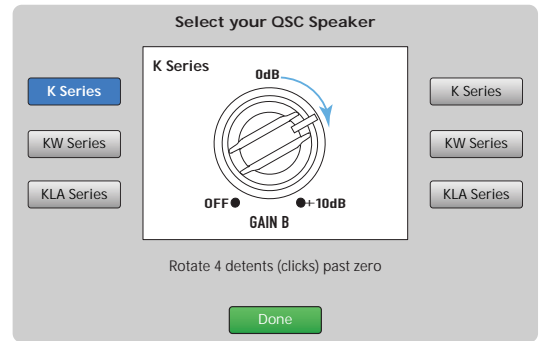 Select your QSC Speaker
K Series
KW Series
KLA Series
K Series
0dB
OFF
+10dB
GAIN B
K Series
KW Series
KLA Series
Rotate 4 detents (clicks) past zero
Done